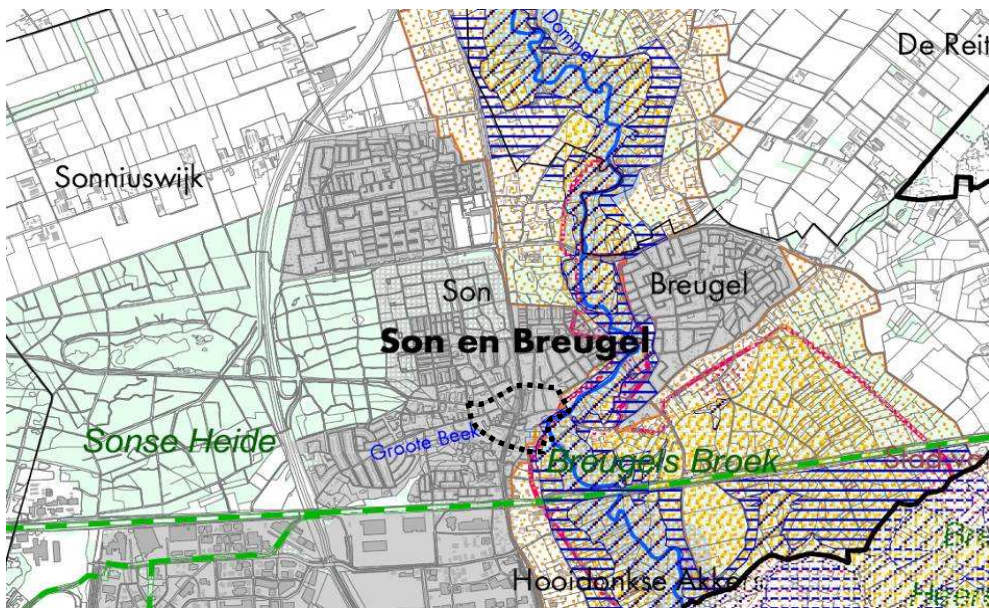 Dommel
De Reit
Sonniuswijk
Son
Breugel
Son en Breugel
Sonse Heide
Groote Beek
Breugels Broek
Hooidonkse Akker